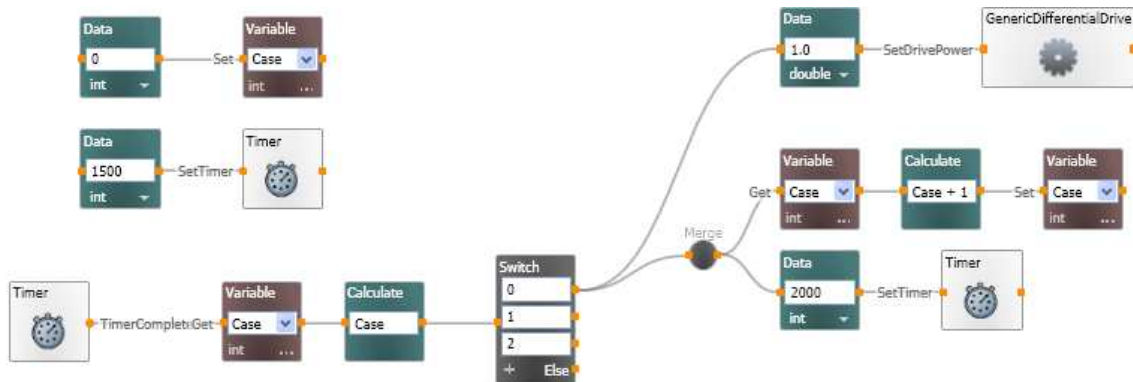 Data
0
int
Set
Variable
Case
int ...
Data
1500
int
SetTimer
Timer
Timer
TimerComplet
Get
Variable
Case
int ...
Calculate
Case
Switch
0
1
2
Else
Data
1.0
double
SetDrivePower
GenericDifferentialDrive
Merge
Get
Variable
Case
int ...
Calculate
Case + 1
Set
Variable
Case
int ...
Data
2000
int
SetTimer
Timer